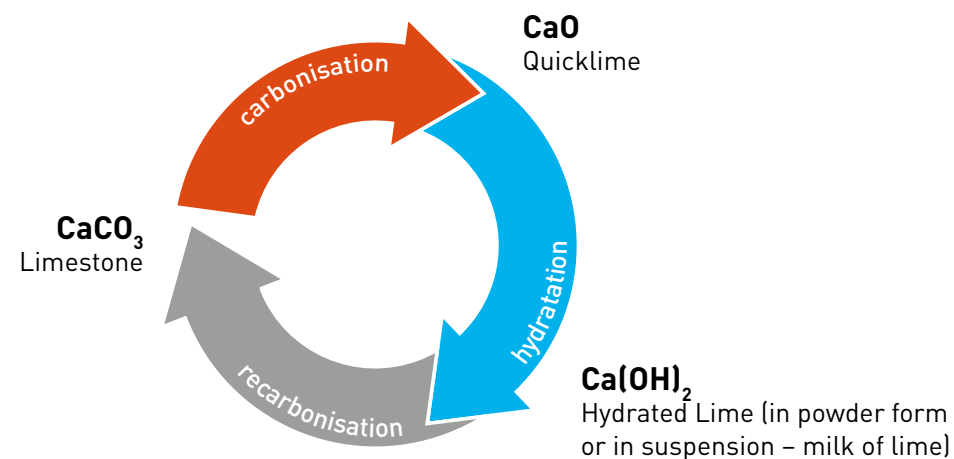 carbonisation
CaO
Quicklime
CaCO₃
Limestone
hydratation
Ca(OH)₂
Hydrated Lime (in powder form
or in suspension – milk of lime)
recarbonisation